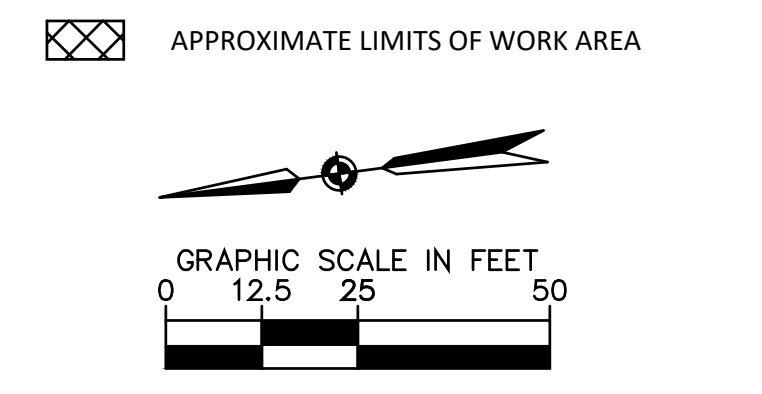 APPROXIMATE LIMITS OF WORK AREA
GRAPHIC SCALE IN FEET
0 12.5 25 50